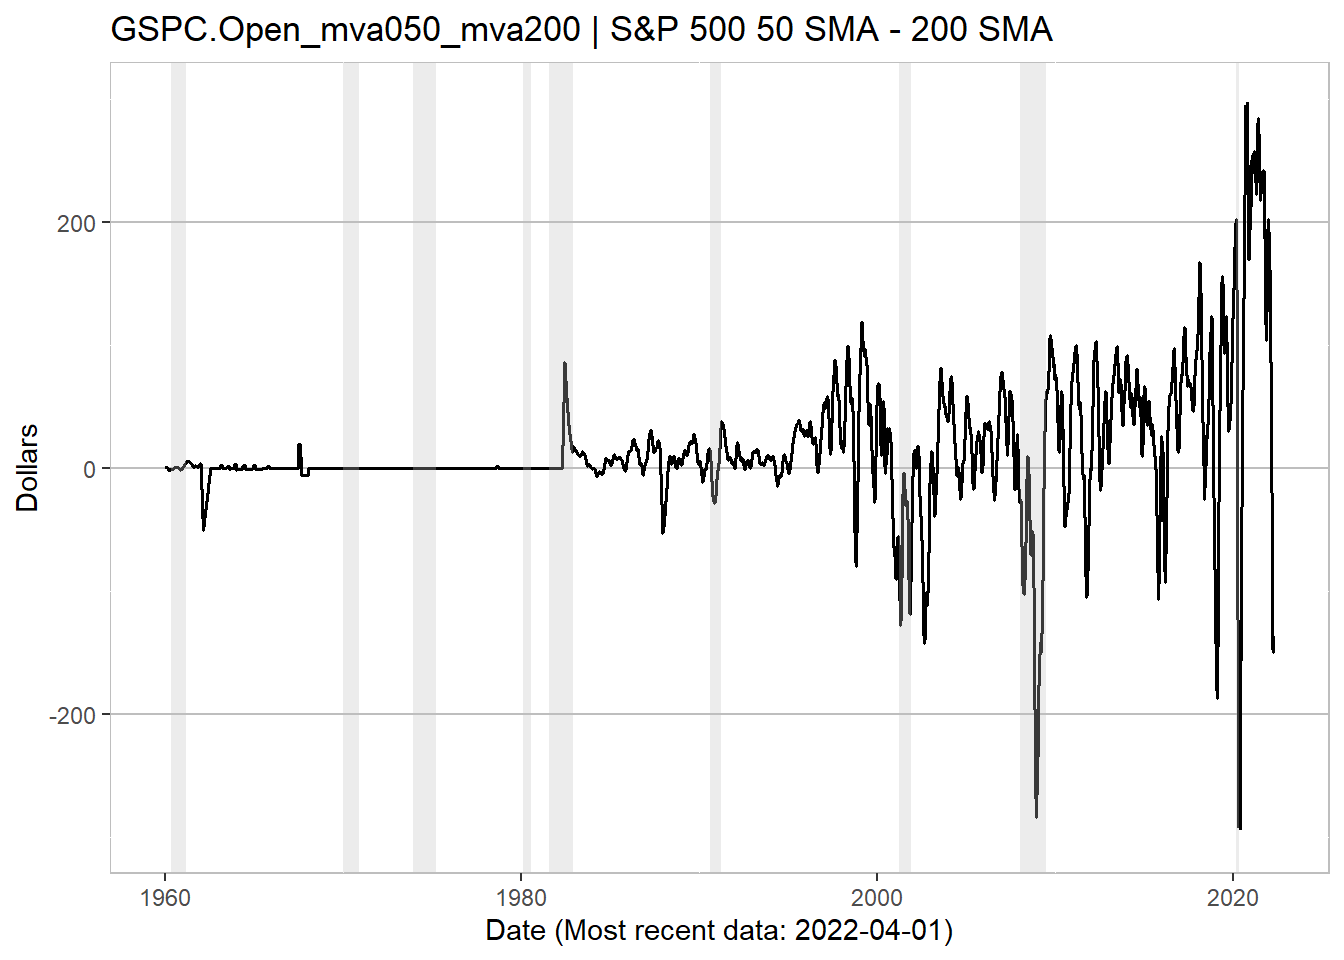 GSPC.Open_mva050_mva200 | S&P 500 50 SMA - 200 SMA
Dollars
200
0
-200
1960 1980 2000 2020
Date (Most recent data: 2022-04-01)